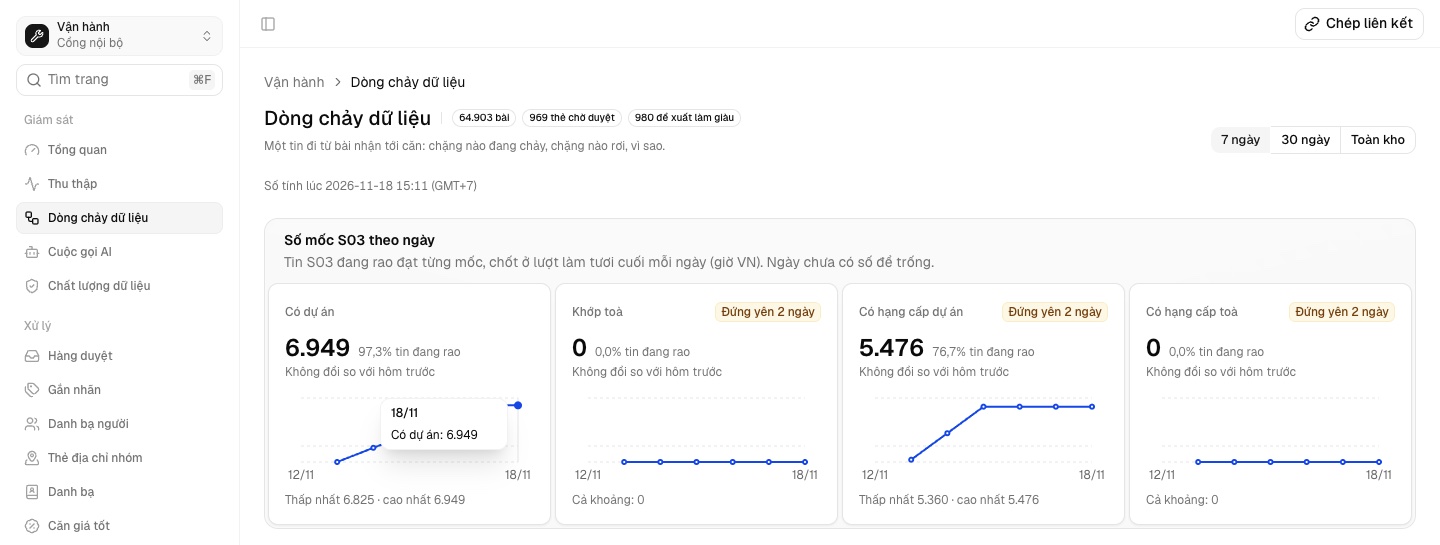 Vận hành
Cổng nội bộ
Tìm trang
⌘F
Giám sát
Tổng quan
Thu thập
Dòng chảy dữ liệu
Cuộc gọi AI
Chất lượng dữ liệu
Xử lý
Hàng duyệt
Gắn nhãn
Danh bạ người
Thẻ địa chỉ nhóm
Danh bạ
Căn giá tốt
Chép liên kết
Vận hành > Dòng chảy dữ liệu
Dòng chảy dữ liệu
64.903 bài
969 thẻ chờ duyệt
980 đề xuất làm giàu
Một tin đi từ bài nhận tới căn: chặng nào đang chảy, chặng nào rơi, vì sao.
7 ngày
30 ngày
Toàn kho
Số tính lúc 2026-11-18 15:11 (GMT+7)
Số mốc S03 theo ngày
Tin S03 đang rao đạt từng mốc, chốt ở lượt làm tươi cuối mỗi ngày (giờ VN). Ngày chưa có số để trống.
Có dự án
6.949 97,3% tin đang rao
Không đổi so với hôm trước
18/11
Có dự án: 6.949
12/11
18/11
Thấp nhất 6.825 · cao nhất 6.949
Khớp toà
Đứng yên 2 ngày
0 0,0% tin đang rao
Không đổi so với hôm trước
12/11
18/11
Cả khoảng: 0
Có hạng cấp dự án
Đứng yên 2 ngày
5.476 76,7% tin đang rao
Không đổi so với hôm trước
12/11
18/11
Thấp nhất 5.360 · cao nhất 5.476
Có hạng cấp toà
Đứng yên 2 ngày
0 0,0% tin đang rao
Không đổi so với hôm trước
12/11
18/11
Cả khoảng: 0